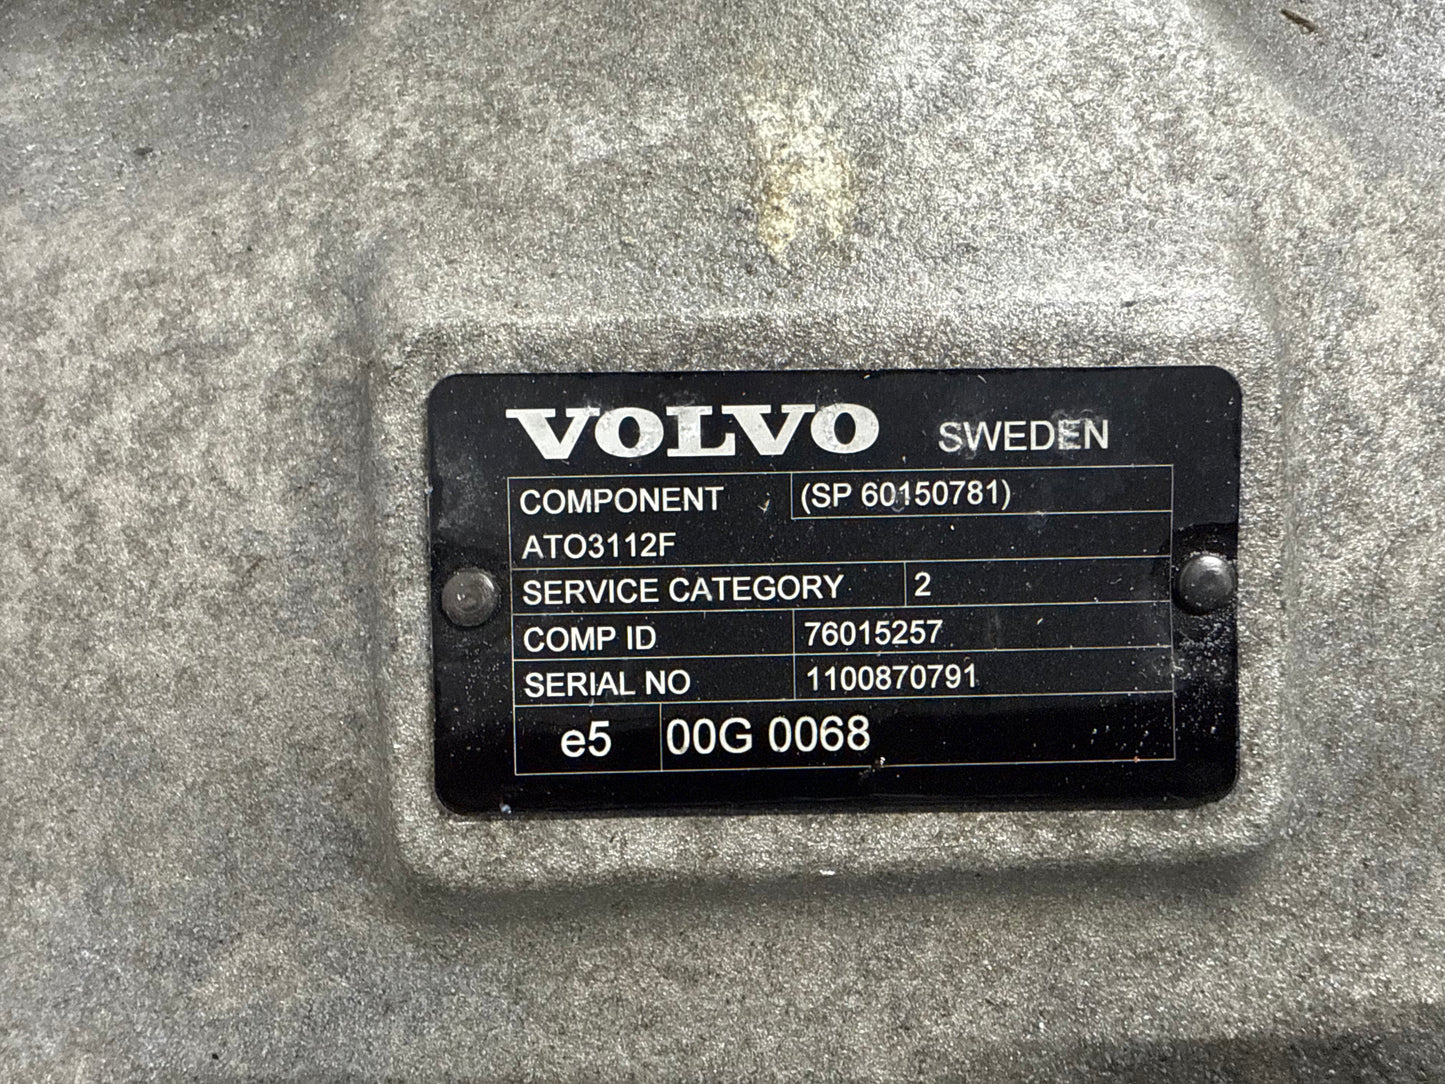 VOLVO SWEDEN
COMPONENT (SP 60150781)
ATO3112F
SERVICE CATEGORY 2
COMP ID 76015257
SERIAL NO 1100870791
e5 00G 0068